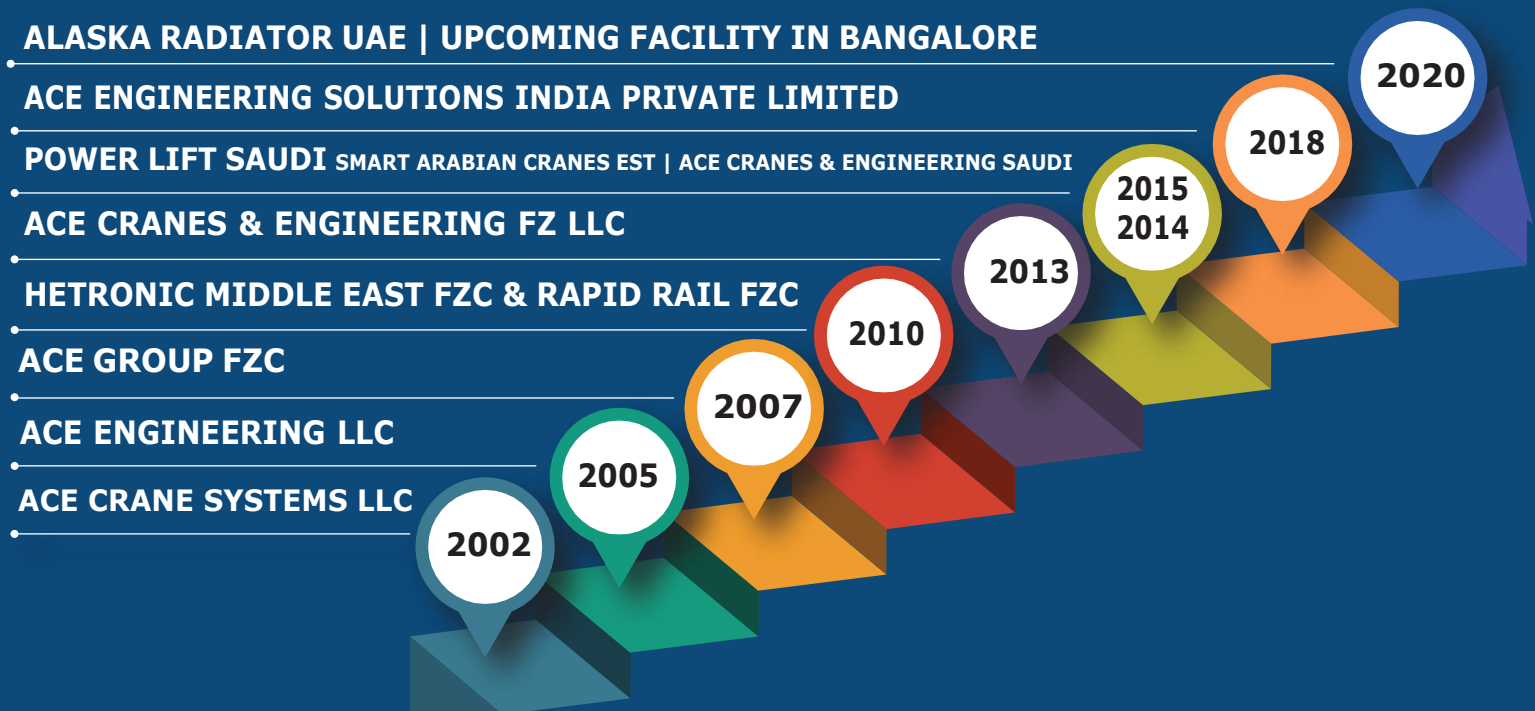 ALASKA RADIATOR UAE | UPCOMING FACILITY IN BANGALORE
2020
ACE ENGINEERING SOLUTIONS INDIA PRIVATE LIMITED
2018
POWER LIFT SAUDI SMART ARABIAN CRANES EST | ACE CRANES & ENGINEERING SAUDI
2015
2014
ACE CRANES & ENGINEERING FZ LLC
2013
HETRONIC MIDDLE EAST FZC & RAPID RAIL FZC
2010
ACE GROUP FZC
2007
ACE ENGINEERING LLC
2005
ACE CRANE SYSTEMS LLC
2002